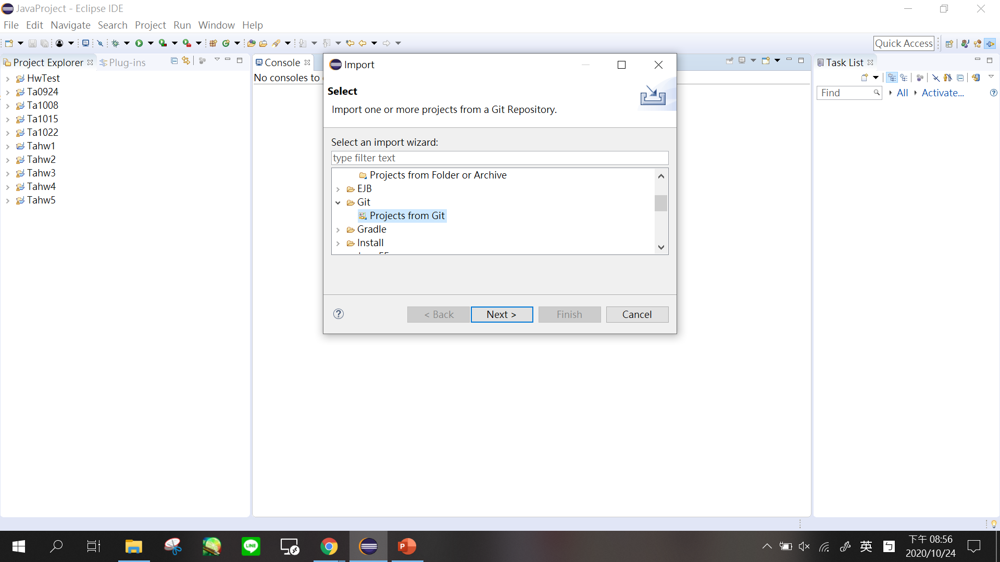 JavaProject - Eclipse IDE
File Edit Navigate Search Project Run Window Help
Quick Access
Project Explorer
Plug-ins
HwTest
Ta0924
Ta1008
Ta1015
Ta1022
Tahw1
Tahw2
Tahw3
Tahw4
Tahw5
Console
No consoles to
Import
Select
Import one or more projects from a Git Repository.
Select an import wizard:
type filter text
Projects from Folder or Archive
EJB
Git
GIT
Projects from Git
Gradle
Install
< Back
Next >
Finish
Cancel
Task List
Find
All
Activate...
LINE
P
英
ㄅ
下午 08:56
2020/10/24